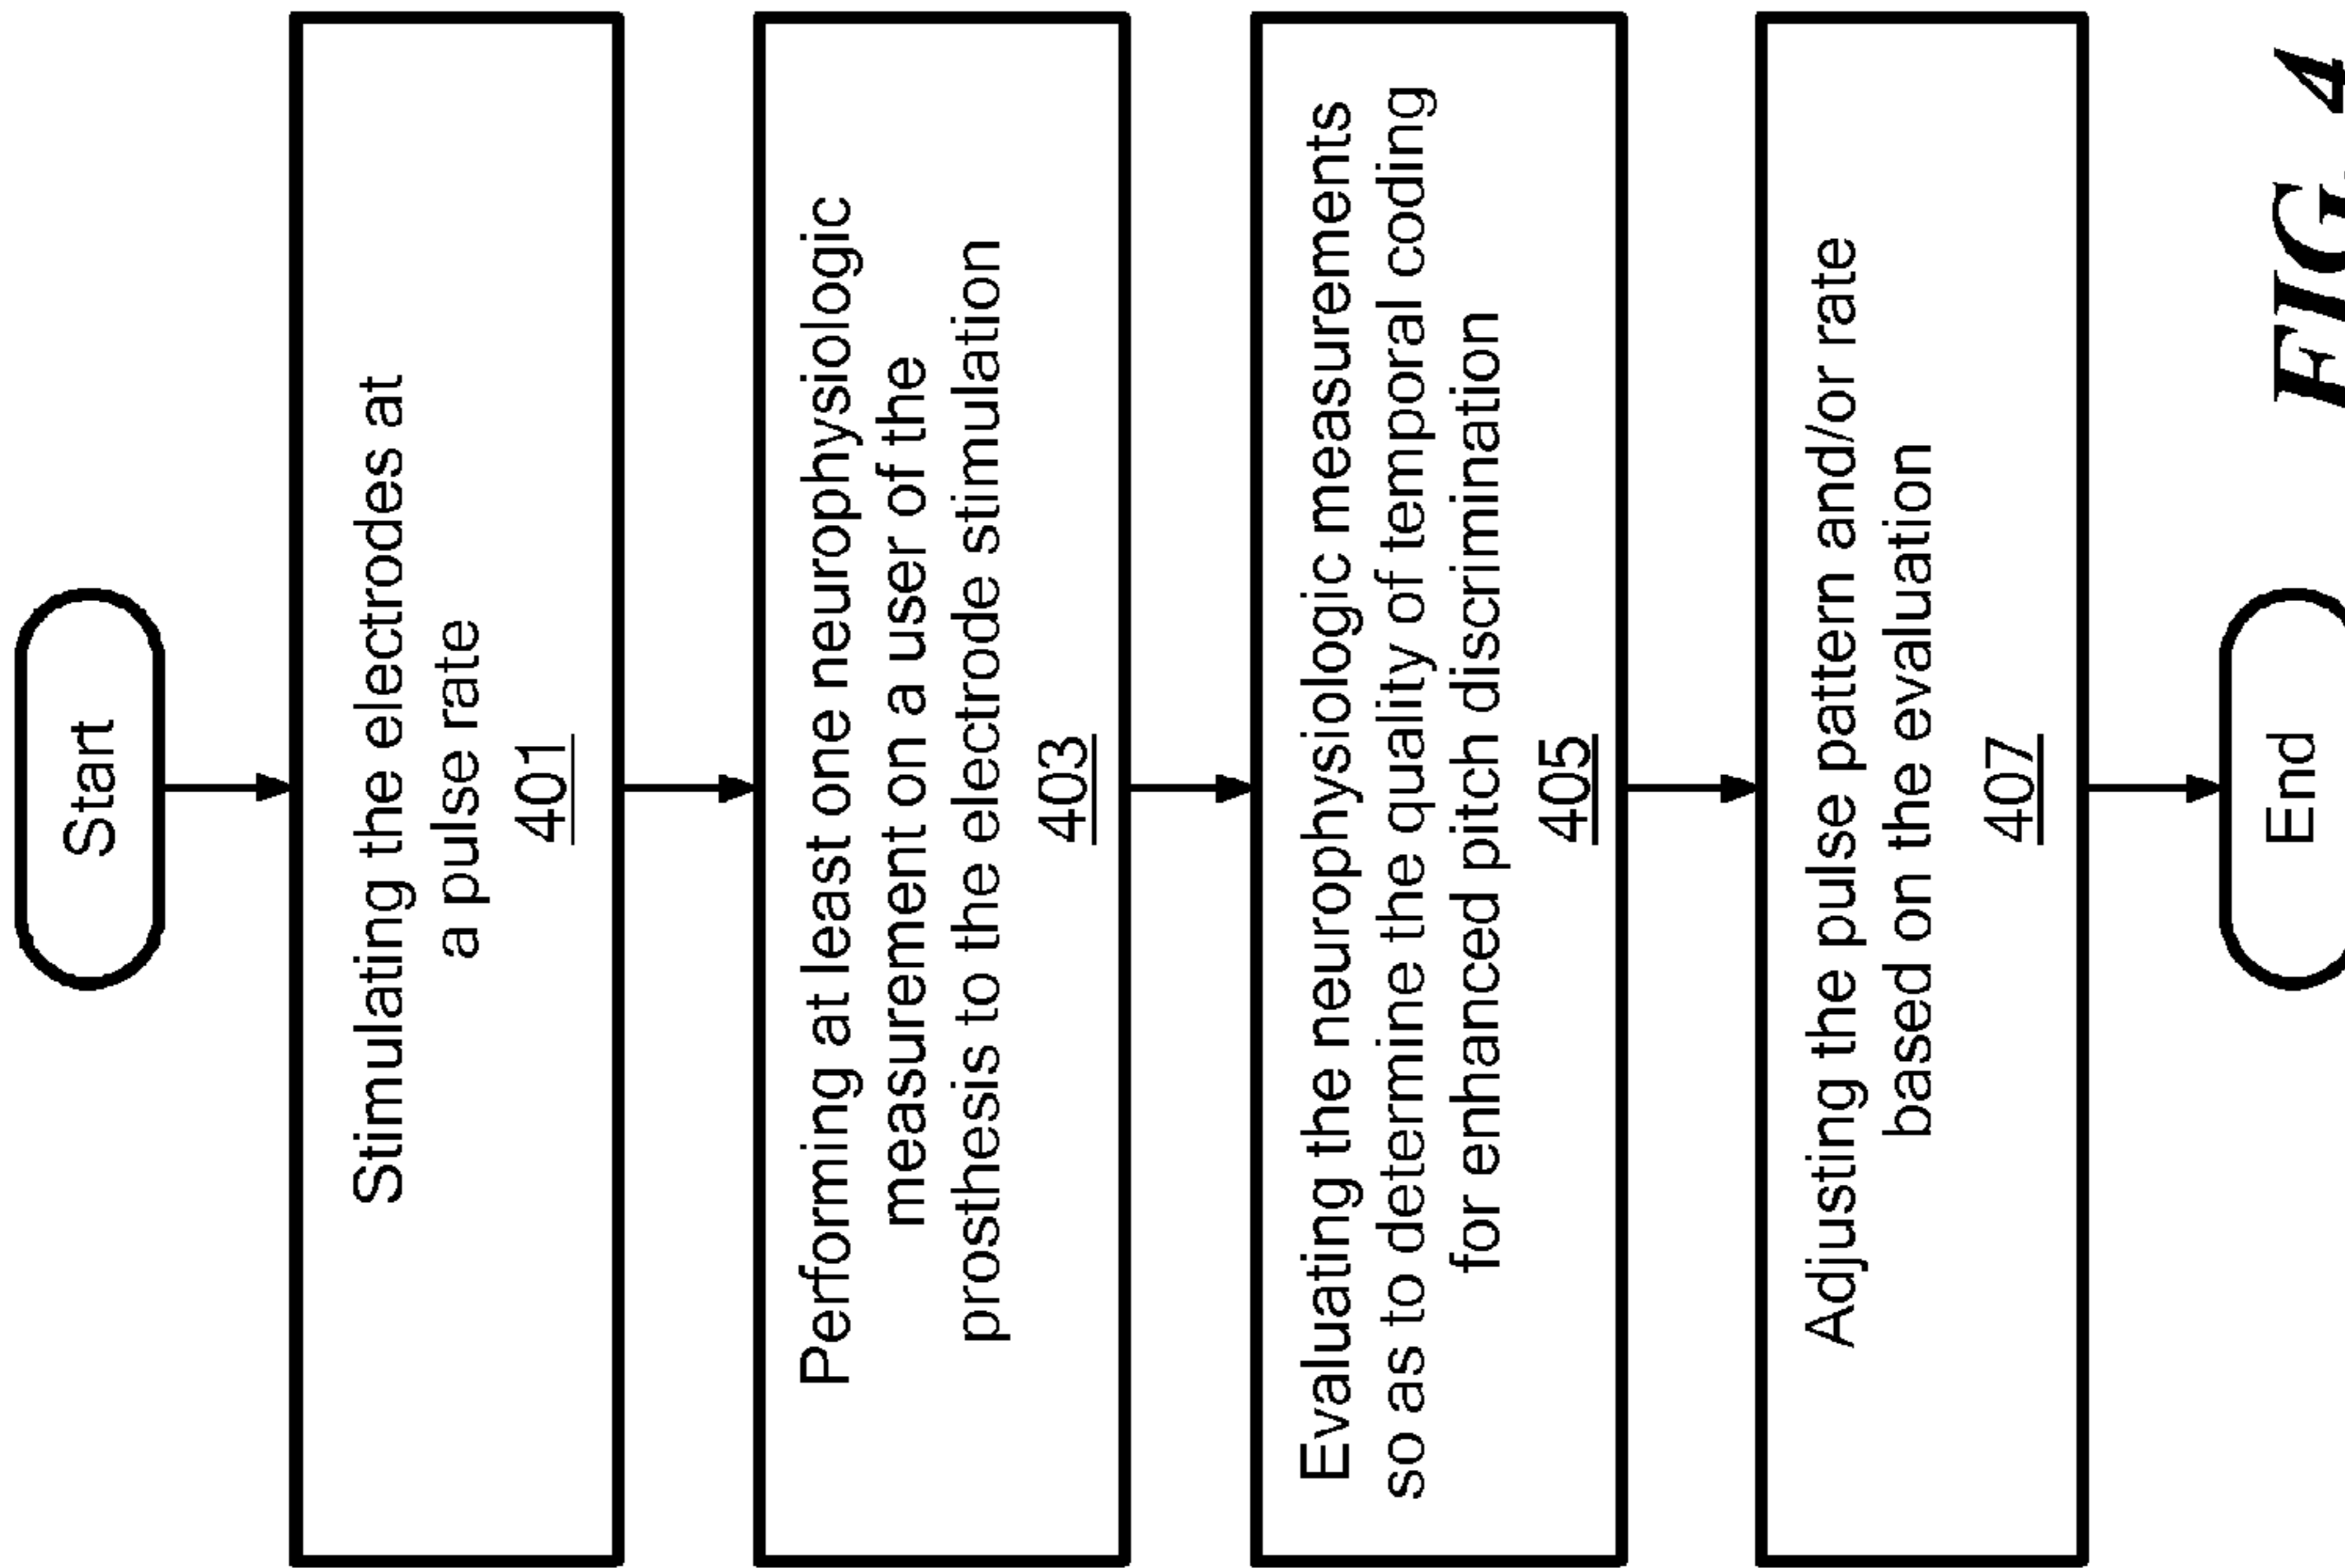 Start
Stimulating the electrodes at
a pulse rate
401
Performing at least one neurophysiologic
measurement on a user of the
prosthesis to the electrode stimulation
403
Evaluating the neurophysiologic measurements
so as to determine the quality of temporal coding
for enhanced pitch discrimination
405
Adjusting the pulse pattern and/or rate
based on the evaluation
407
End
FIG. 4